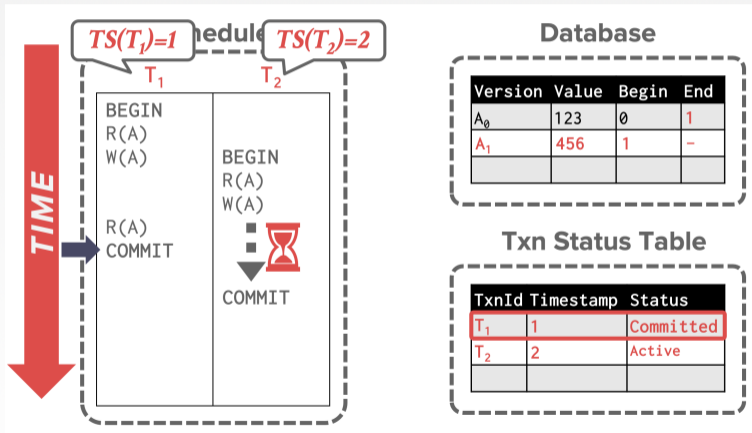 TS(T₁)=1
hedule
TS(T₂)=2
T₁
T₂
TIME
BEGIN
R(A)
W(A)
R(A)
COMMIT
BEGIN
R(A)
W(A)
COMMIT
Database
Version Value Begin End
A₀ 123 0 1
A₁ 456 1 –
Txn Status Table
TxnId Timestamp Status
T₁ 1 Committed
T₂ 2 Active